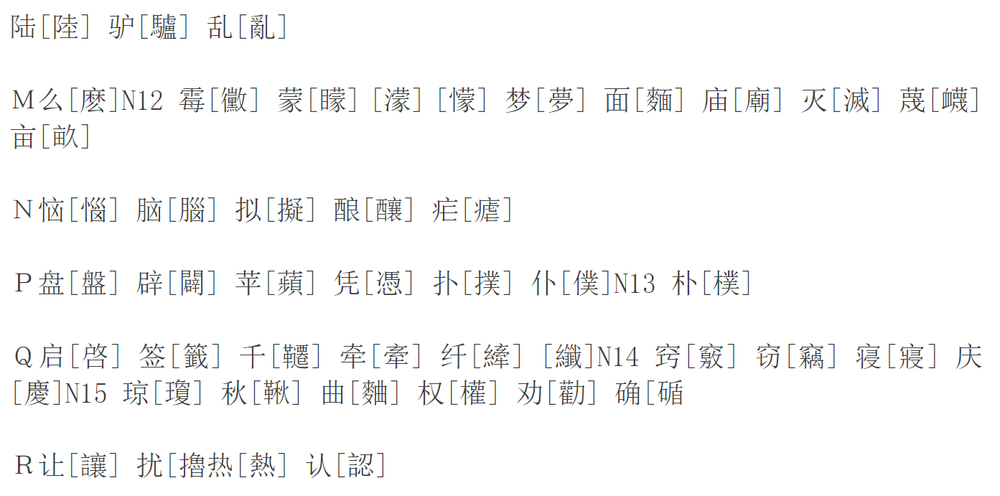 陆[陸] 驴[驢] 乱[亂]
M么[麽]N12 霉[黴] 蒙[矇][濛][懞] 梦[夢] 面[麵] 庙[廟] 灭[滅] 蔑[衊]
亩[畝]
N恼[惱] 脑[腦] 拟[擬] 酿[釀] 疟[瘧]
P盘[盤] 辟[闢] 苹[蘋] 凭[憑] 扑[撲] 仆[僕]N13 朴[樸]
Q启[啓] 签[籤] 千[韆] 牵[牽] 纤[縴] [纖]N14 窍[竅] 窃[竊] 寝[寢] 庆
[慶]N15 琼[瓊] 秋[鞦] 曲[麯] 权[權] 劝[勸] 确[碷
R让[讓] 扰[擼热[熱] 认[認]